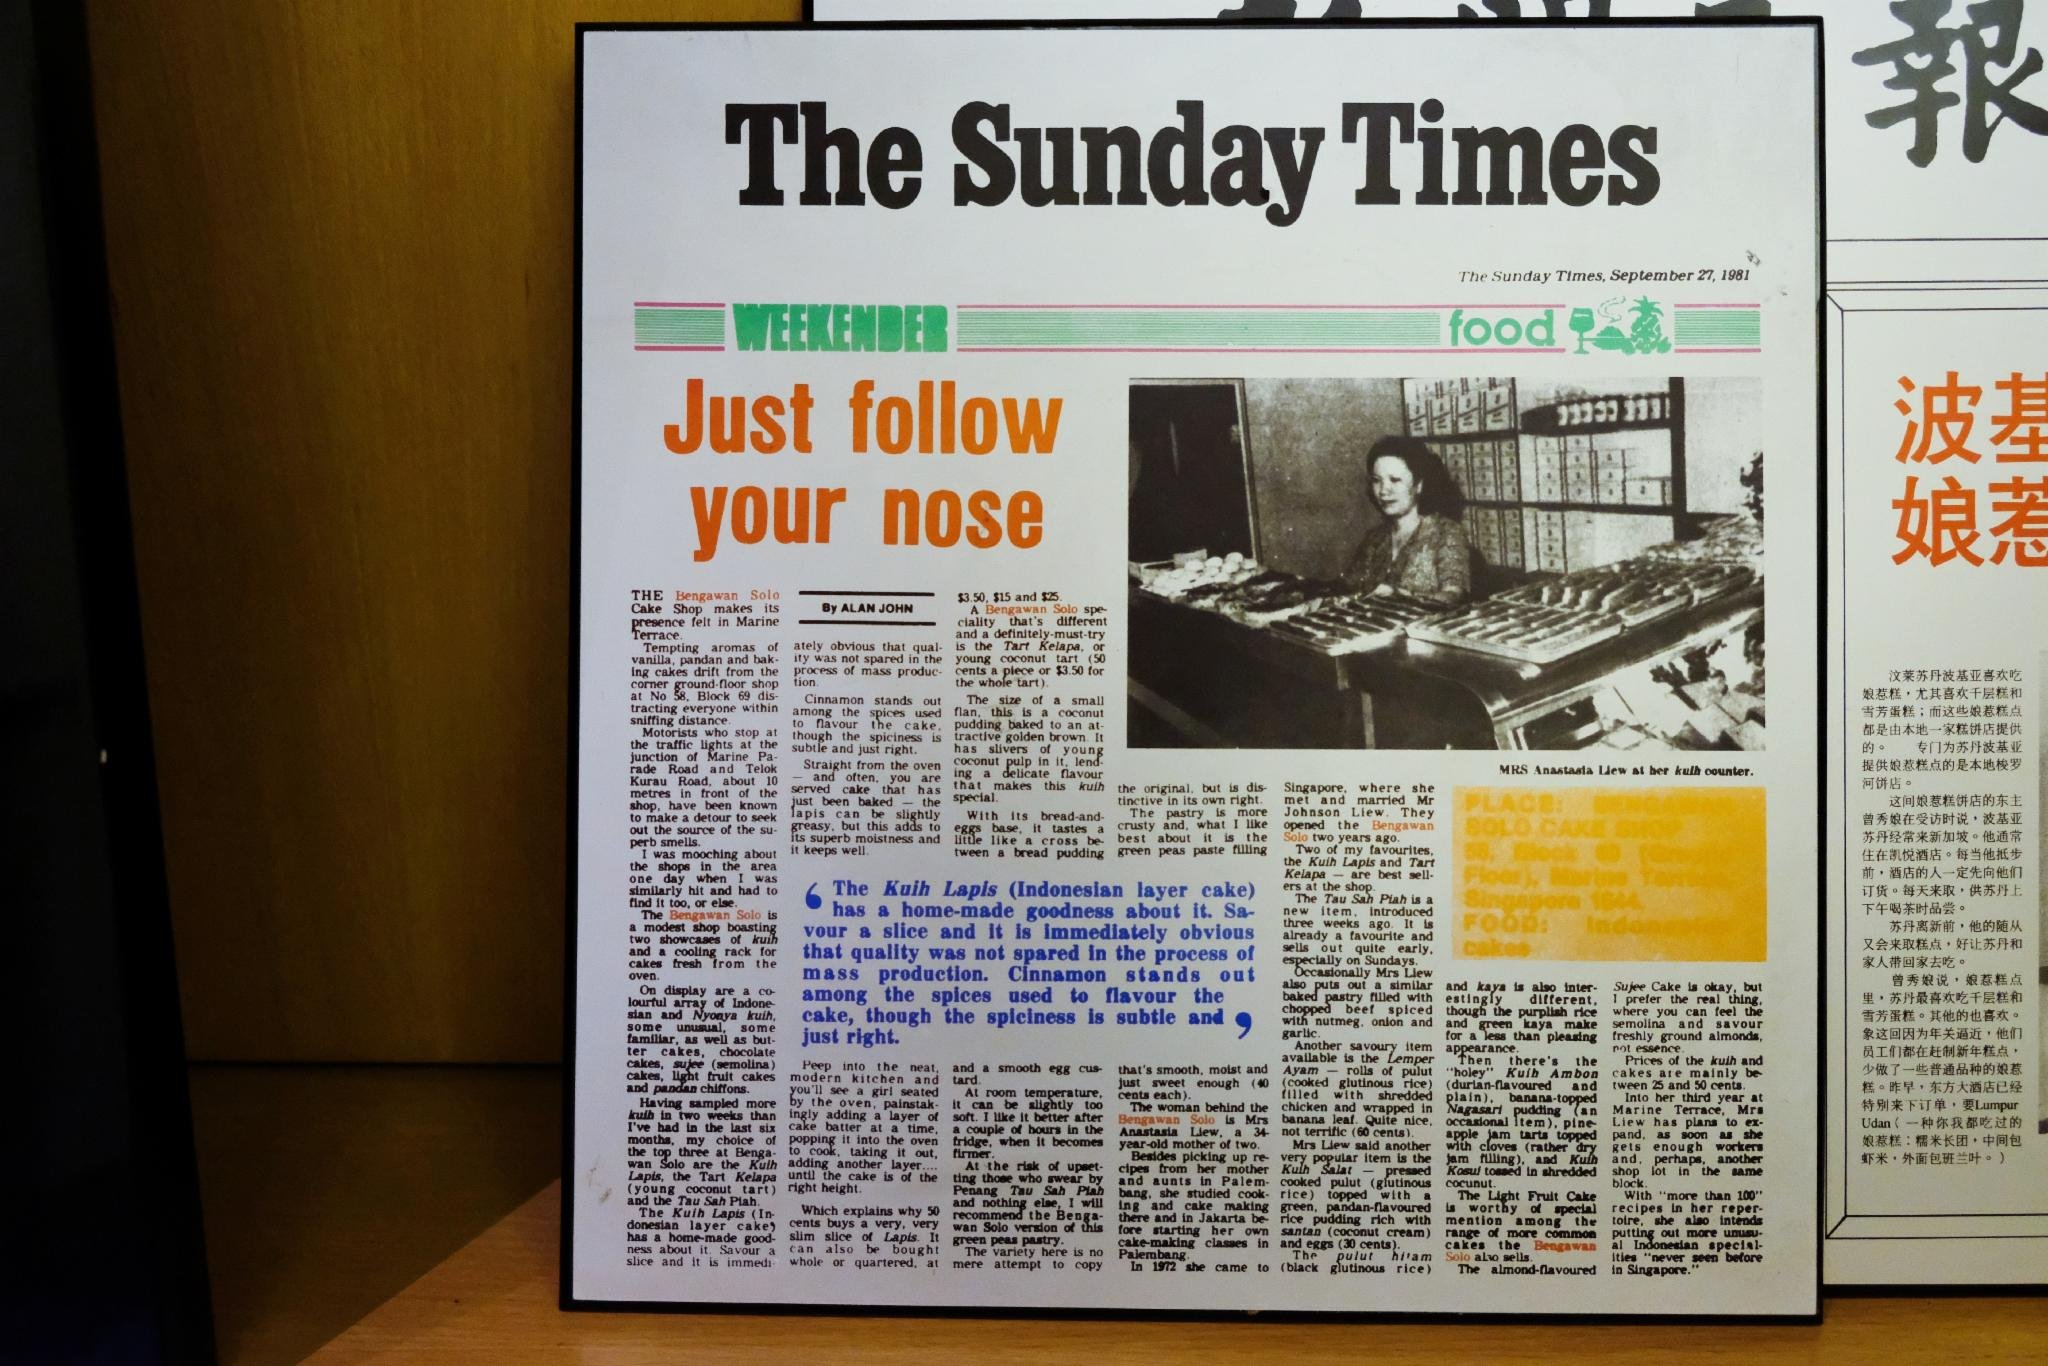 The Sunday Times
The Sunday Times, September 27, 1981
WEEKENDER
food
Just follow
your nose
By ALAN JOHN
THE Bengawan Solo
Cake Shop makes its
presence felt in Marine
Terrace.
Tempting aromas of
vanilla, pandan and bak-
ing cakes drift from the
corner ground-floor shop
at No 58, Block 69 dis-
tracting everyone within
sniffing distance.
Motorists who stop at
the traffic lights at the
junction of Marine Pa-
rade Road and Telok
Kurau Road, about 10
metres in front of the
shop, have been known
to make a detour to seek
out the source of the su-
perb smells.
I was mooching about
the shops in the area
one day when I was
similarly hit and had to
find it too, or else.
The Bengawan Solo is
a modest shop boasting
two showcases of kuih
and a cooling rack for
cakes fresh from the
oven.
On display are a co-
lourful array of Indone-
sian and Nyonya kuih,
some unusual, some
familiar, as well as but-
ter cakes, chocolate
cakes, sujee (semolina)
cakes, light fruit cakes
and pandan chiffons.
Having sampled more
kuih in two weeks than
I've had in the last six
months, my choice of
the top three at Benga-
wan Solo are the Kuih
Lapis, the Tart Kelapa
(young coconut tart)
and the Tau Sah Piah.
The Kuih Lapis (In-
donesian layer cake)
has a home-made good-
ness about it. Savour a
slice and it is immedi-
ately obvious that qual-
ity was not spared in the
process of mass produc-
tion.
Cinnamon stands out
among the spices used
to flavour the cake,
though the spiciness is
subtle and just right.
Straight from the oven
— and often, you are
served cake that has
just been baked — the
lapis can be slightly
greasy, but this adds to
its superb moistness and
it keeps well.
‘ The Kuih Lapis (Indonesian layer cake)
has a home-made goodness about it. Sa-
vour a slice and it is immediately obvious
that quality was not spared in the process of
mass production. Cinnamon stands out
among the spices used to flavour the
cake, though the spiciness is subtle and
just right. ’
Peep into the neat,
modern kitchen and
you'll see a girl seated
by the oven, painstak-
ingly adding a layer of
cake batter at a time,
popping it into the oven
to cook, taking it out,
adding another layer....
until the cake is of the
right height.
Which explains why 50
cents buys a very, very
slim slice of Lapis. It
can also be bought
whole or quartered, at
$3.50, $15 and $25.
A Bengawan Solo spe-
ciality that's different
and a definitely-must-try
is the Tart Kelapa, or
young coconut tart (50
cents a piece or $3.50 for
the whole tart).
The size of a small
flan, this is a coconut
pudding baked to an at-
tractive golden brown. It
has slivers of young
coconut pulp in it, lend-
ing a delicate flavour
that makes this kuih
special.
With its bread-and-
eggs base, it tastes a
little like a cross be-
tween a bread pudding
and a smooth egg cus-
tard.
At room temperature,
it can be slightly too
soft. I like it better after
a couple of hours in the
fridge, when it becomes
firmer.
At the risk of upset-
ting those who swear by
Penang Tau Sah Piah
and nothing else, I will
recommend the Benga-
wan Solo version of this
green peas pastry.
The variety here is no
mere attempt to copy
MRS Anastasia Liew at her kuih counter.
the original, but is dis-
tinctive in its own right.
The pastry is more
crusty and, what I like
best about it is the
green peas paste filling
that's smooth, moist and
just sweet enough (40
cents each).
The woman behind the
Bengawan Solo is Mrs
Anastasia Liew, a 34-
year-old mother of two.
Besides picking up re-
cipes from her mother
and aunts in Palem-
bang, she studied cook-
ing and cake making
there and in Jakarta be-
fore starting her own
cake-making classes in
Palembang.
In 1972 she came to
Singapore, where she
met and married Mr
Johnson Liew. They
opened the Bengawan
Solo two years ago.
Two of my favourites,
the Kuih Lapis and Tart
Kelapa — are best sell-
ers at the shop.
The Tau Sah Piah is a
new item, introduced
three weeks ago. It is
already a favourite and
sells out quite early,
especially on Sundays.
Occasionally Mrs Liew
also puts out a similar
baked pastry filled with
chopped beef spiced
with nutmeg, onion and
garlic.
Another savoury item
available is the Lemper
Ayam — rolls of pulut
(cooked glutinous rice)
filled with shredded
chicken and wrapped in
banana leaf. Quite nice,
not terrific (60 cents).
Mrs Liew said another
very popular item is the
Kuih Salat — pressed
cooked pulut (glutinous
rice) topped with a
green, pandan-flavoured
rice pudding rich with
santan (coconut cream)
and eggs (30 cents).
The pulut hitam
(black glutinous rice)
PLACE: BENGAWAN
SOLO CAKE SHOP
58, Block 69
Floor), Marine Terrace
Singapore 1544.
FOOD: Indonesian
cakes
and kaya is also inter-
estingly different,
though the purplish rice
and green kaya make
for a less than pleasing
appearance.
Then there's the
"holey" Kuih Ambon
(durian-flavoured and
plain), banana-topped
Nagasari pudding (an
occasional item), pine-
apple jam tarts topped
with cloves (rather dry
jam filling), and Kuih
Kosui tossed in shredded
cocunut.
The Light Fruit Cake
is worthy of special
mention among the
range of more common
cakes the Bengawan
Solo also sells.
The almond-flavoured
Sujee Cake is okay, but
I prefer the real thing,
where you can feel the
semolina and savour
freshly ground almonds,
not essence.
Prices of the kuih and
cakes are mainly be-
tween 25 and 50 cents.
Into her third year at
Marine Terrace, Mrs
Liew has plans to ex-
pand, as soon as she
gets enough workers
and, perhaps, another
shop lot in the same
block.
With "more than 100"
recipes in her reper-
toire, she also intends
putting out more unusu-
al Indonesian special-
ities "never seen before
in Singapore."
報
波基
娘惹
汶莱苏丹波基亚喜欢吃
娘惹糕，尤其喜欢千层糕和
雪芳蛋糕；而这些娘惹糕点
都是由本地一家糕饼店提供
的。 专门为苏丹波基亚
提供娘惹糕点的是本地梭罗
河饼店。
这间娘惹糕饼店的东主
曾秀娘在受访时说，波基亚
苏丹经常来新加坡。他通常
住在凯悦酒店。每当他抵步
前，酒店的人一定先向他们
订货。每天来取，供苏丹上
下午喝茶时品尝。
苏丹离新前，他的随从
又会来取糕点，好让苏丹和
家人带回家去吃。
曾秀娘说，娘惹糕点
里，苏丹最喜欢吃千层糕和
雪芳蛋糕。其他的也喜欢。
象这回因为年关逼近，他们
员工们都在赶制新年糕点，
少做了一些普通品种的娘惹
糕。昨早，东方大酒店已经
特别来下订单，要Lumpur
Udan（一种你我都吃过的
娘惹糕：糯米长团，中间包
虾米，外面包班兰叶。）